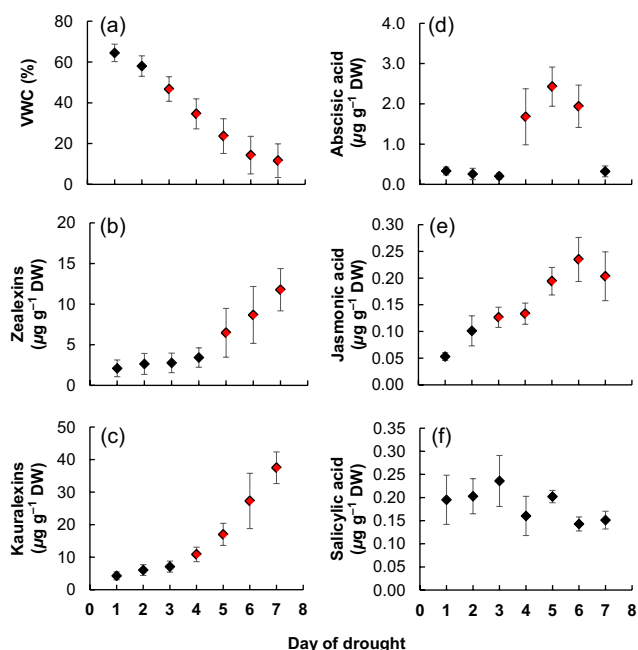 (a)
VWC (%)
80
60
40
20
0
(b)
Zealexins
(µg g⁻¹ DW)
20
15
10
5
0
(c)
Kauralexins
(µg g⁻¹ DW)
50
40
30
20
10
0
0 1 2 3 4 5 6 7 8
(d)
Abscisic acid
(µg g⁻¹ DW)
4.0
3.0
2.0
1.0
0.0
(e)
Jasmonic acid
(µg g⁻¹ DW)
0.30
0.25
0.20
0.15
0.10
0.05
0.00
(f)
Salicylic acid
(µg g⁻¹ DW)
0.35
0.30
0.25
0.20
0.15
0.10
0.05
0.00
0 1 2 3 4 5 6 7 8
Day of drought